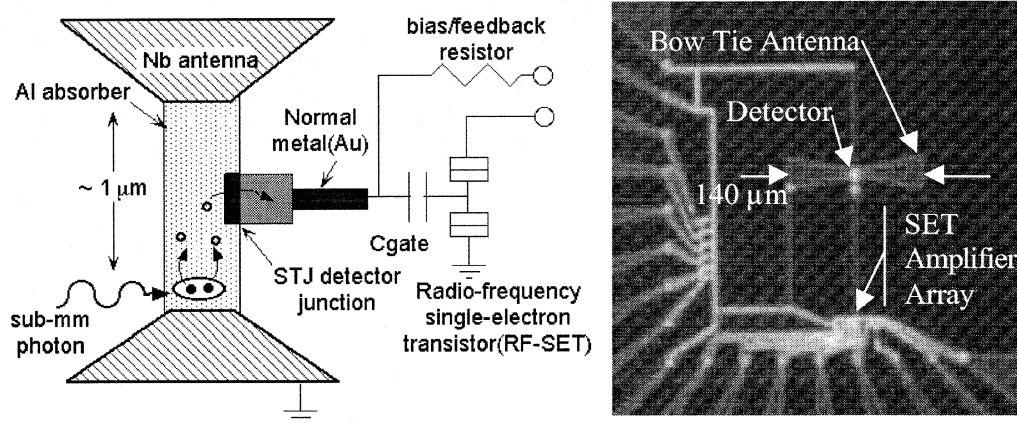 bias/feedback
resistor
Nb antenna
Al absorber
Normal
metal(Au)
~ 1 µm
Cgate
STJ detector
junction
sub-mm
photon
Radio-frequency
single-electron
transistor(RF-SET)
Bow Tie Antenna
Detector
140 µm
SET
Amplifier
Array